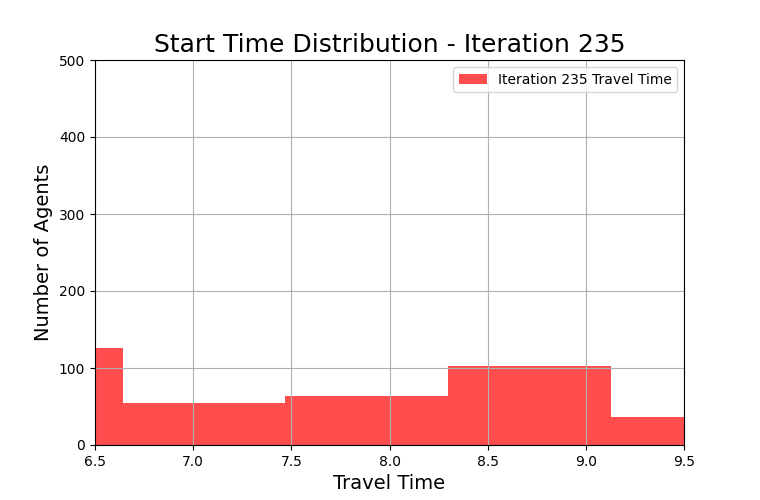 Start Time Distribution - Iteration 235
500
400
300
200
100
0
Number of Agents
Iteration 235 Travel Time
6.5 7.0 7.5 8.0 8.5 9.0 9.5
Travel Time